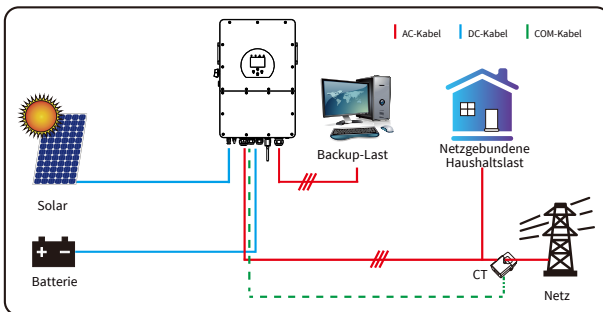 AC-Kabel
DC-Kabel
COM-Kabel
Backup-Last
Netzgebundene
Haushaltslast
Solar
CT
Batterie
Netz